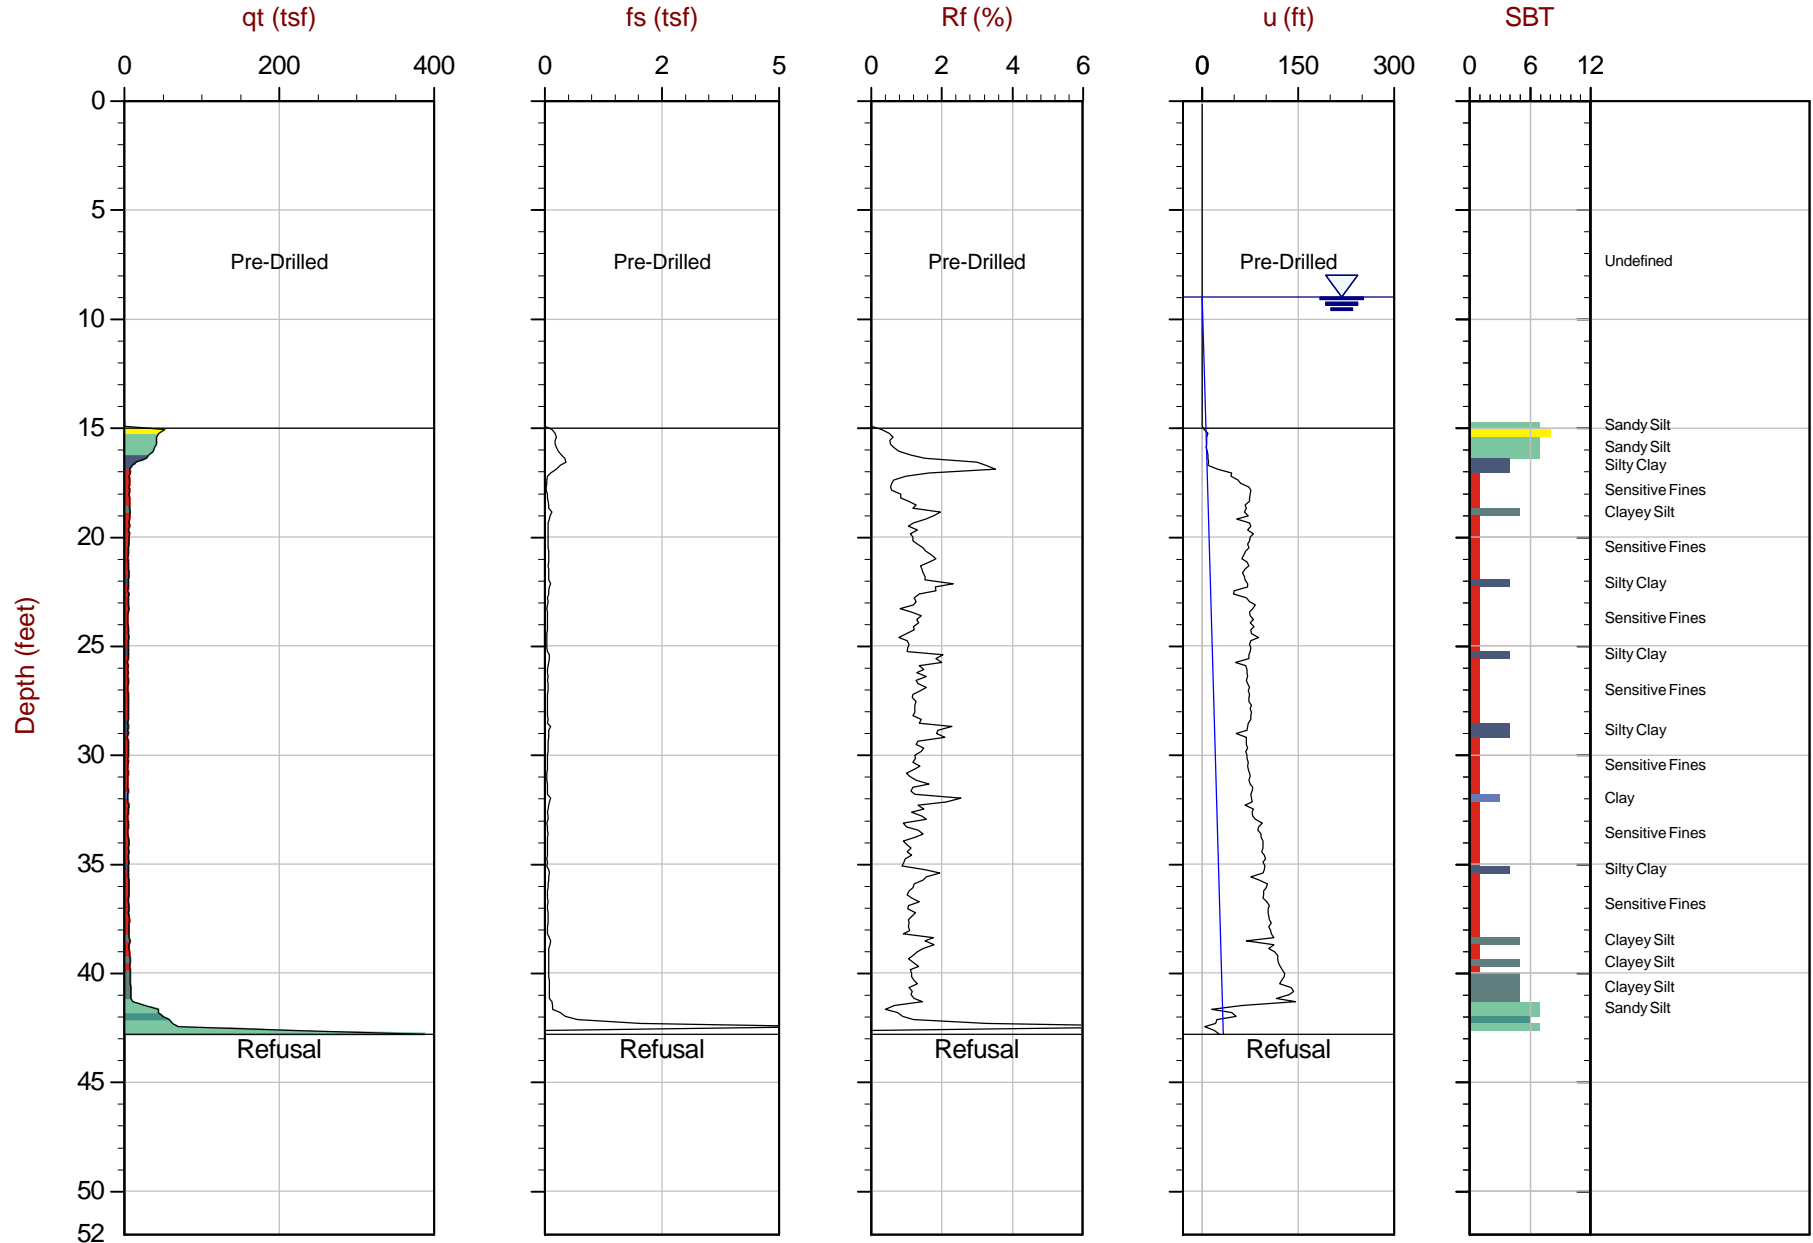 qt (tsf) fs (tsf) Rf (%) u (ft) SBT
0 200 400 0 2 5 0 2 4 6 0 150 300 0 6 12
0
5
Pre-Drilled Pre-Drilled Pre-Drilled Pre-Drilled Undefined
10
15 Sandy Silt
Sandy Silt
Silty Clay
Sensitive Fines
Clayey Silt
20
Sensitive Fines
Silty Clay
Sensitive Fines
25
Silty Clay
Depth (feet)
Sensitive Fines
Silty Clay
30
Sensitive Fines
Clay
Sensitive Fines
35
Silty Clay
Sensitive Fines
Clayey Silt
Clayey Silt
40
Clayey Silt
Sandy Silt
Refusal Refusal Refusal Refusal
45
50
52